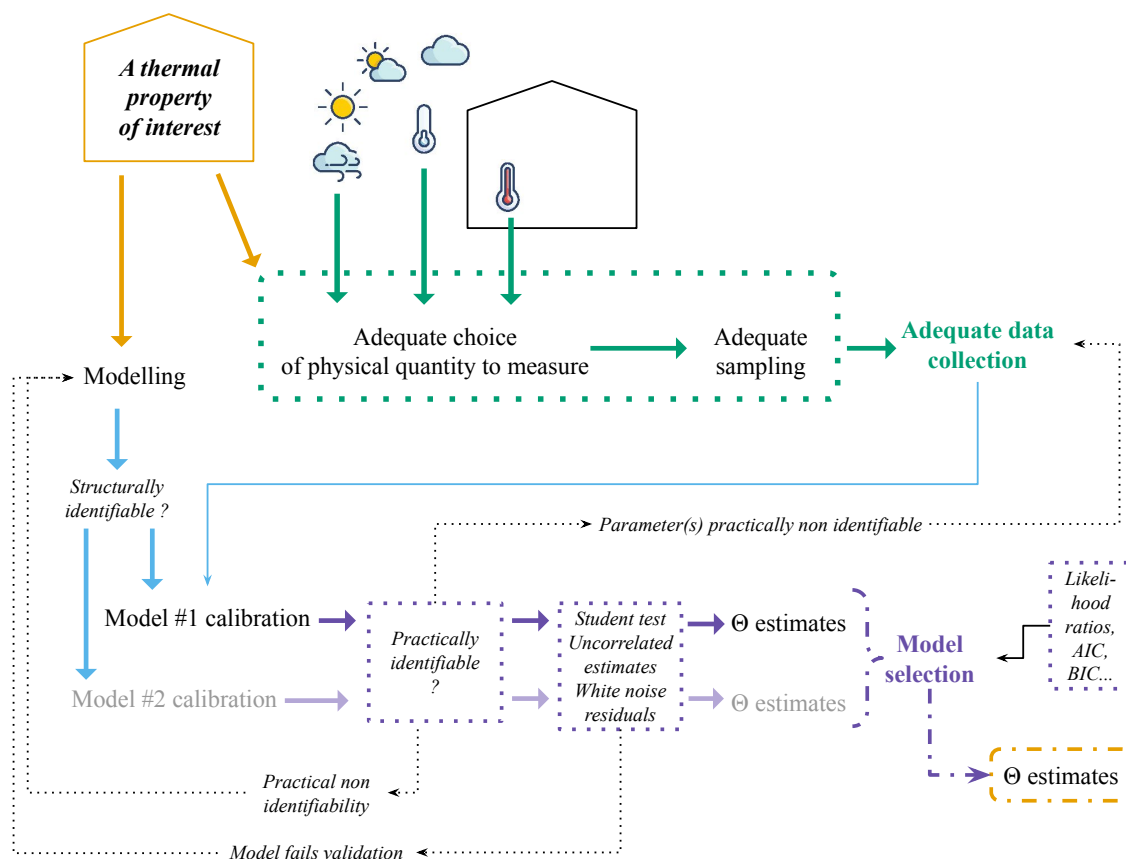 A thermal
property
of interest
Adequate choice
of physical quantity to measure
Adequate
sampling
Adequate data
collection
Modelling
Structurally
identifiable ?
Parameter(s) practically non identifiable
Model #1 calibration
Practically
identifiable
?
Student test
Uncorrelated
estimates
White noise
residuals
Θ estimates
Model
selection
Likeli-
hood
ratios,
AIC,
BIC...
Model #2 calibration
Θ estimates
Θ estimates
Practical non
identifiability
Model fails validation